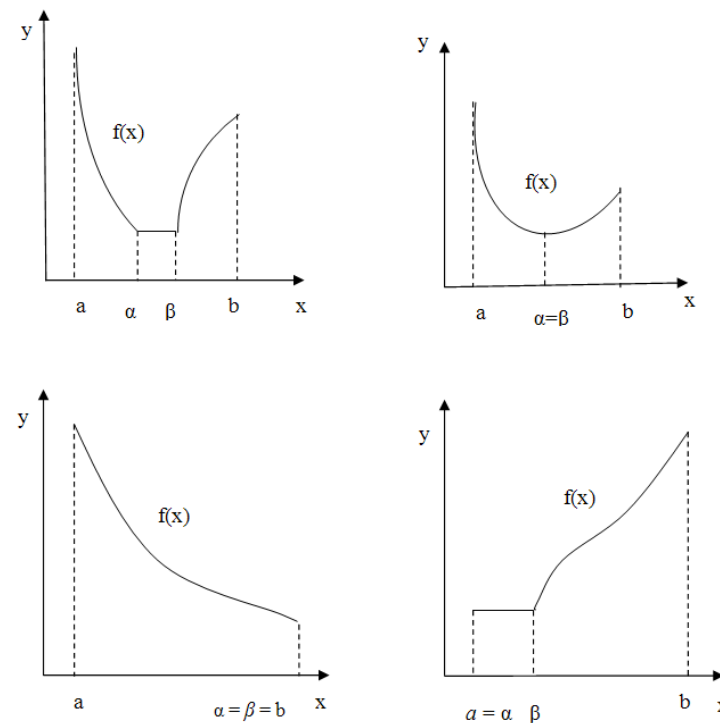 y
f(x)
a α β b x
y
f(x)
a α=β b x
y
f(x)
a α = β = b x
y
f(x)
a = α β b